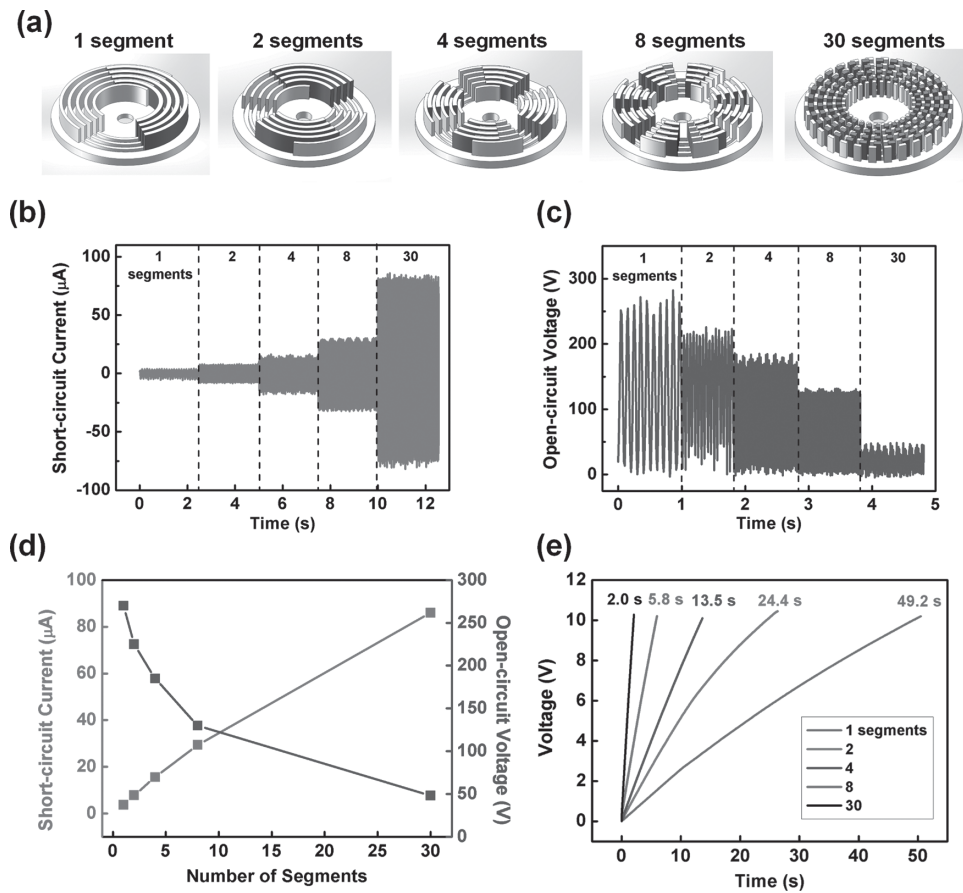 (a)
1 segment
2 segments
4 segments
8 segments
30 segments
(b)
Short-circuit Current (μA)
100
50
0
-50
-100
1
segments
2
4
8
30
0
2
4
6
8
10
12
Time (s)
(c)
Open-circuit Voltage (V)
300
200
100
0
1
segments
2
4
8
30
0
1
2
3
4
5
Time (s)
(d)
Short-circuit Current (μA)
100
80
60
40
20
0
Open-circuit Voltage (V)
300
250
200
150
100
50
0
0
5
10
15
20
25
30
Number of Segments
(e)
Voltage (V)
12
10
8
6
4
2
0
2.0 s
5.8 s
13.5 s
24.4 s
49.2 s
1 segments
2
4
8
30
0
10
20
30
40
50
Time (s)